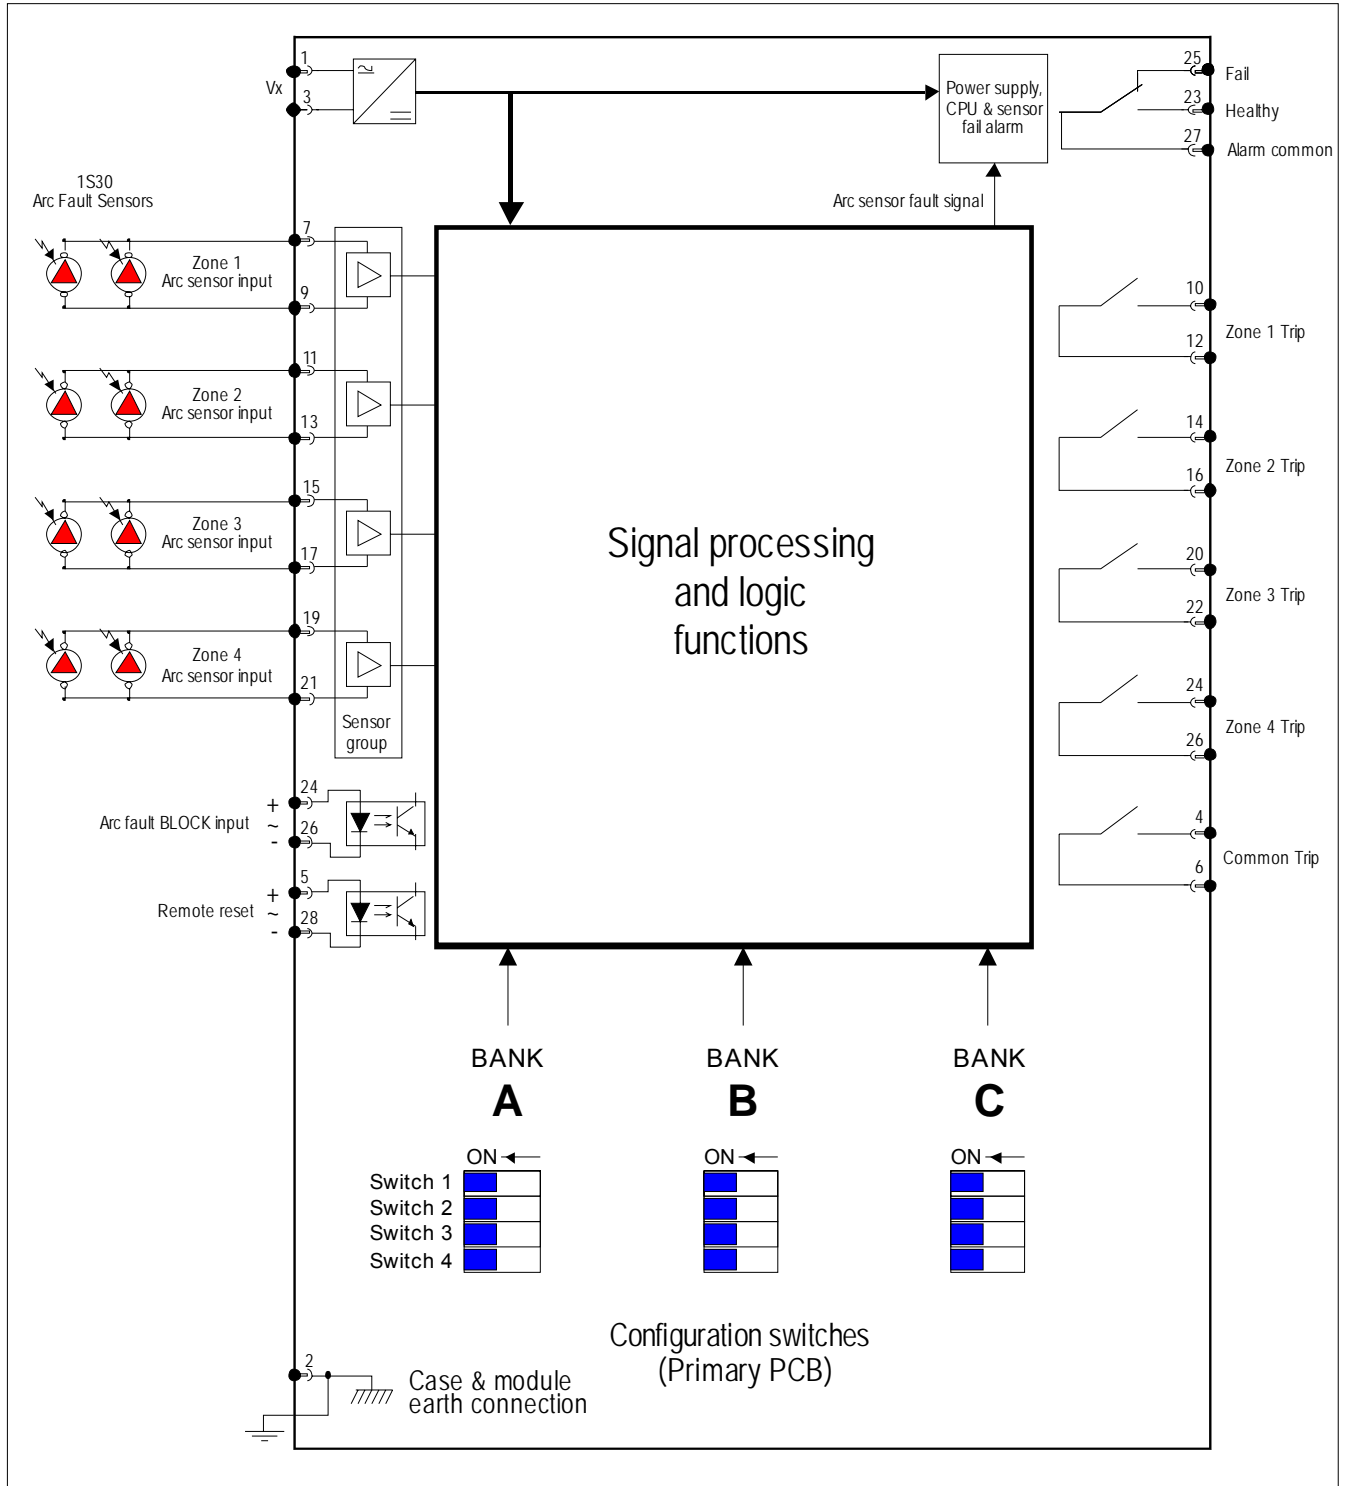 1
Vx
3
Power supply,
CPU & sensor
fail alarm
25
Fail
23
Healthy
27
Alarm common
1S30
Arc Fault Sensors
Arc sensor fault signal
7
Zone 1
Arc sensor input
9
11
Zone 2
Arc sensor input
13
15
Zone 3
Arc sensor input
17
19
Zone 4
Arc sensor input
21
Sensor
group
24
+
Arc fault BLOCK input
~
26
-
5
+
Remote reset
~
28
-
Signal processing
and logic
functions
10
Zone 1 Trip
12
14
Zone 2 Trip
16
20
Zone 3 Trip
22
24
Zone 4 Trip
26
4
Common Trip
6
BANK
A
BANK
B
BANK
C
ON
ON
ON
Switch 1
Switch 2
Switch 3
Switch 4
Configuration switches
(Primary PCB)
2
Case & module
earth connection